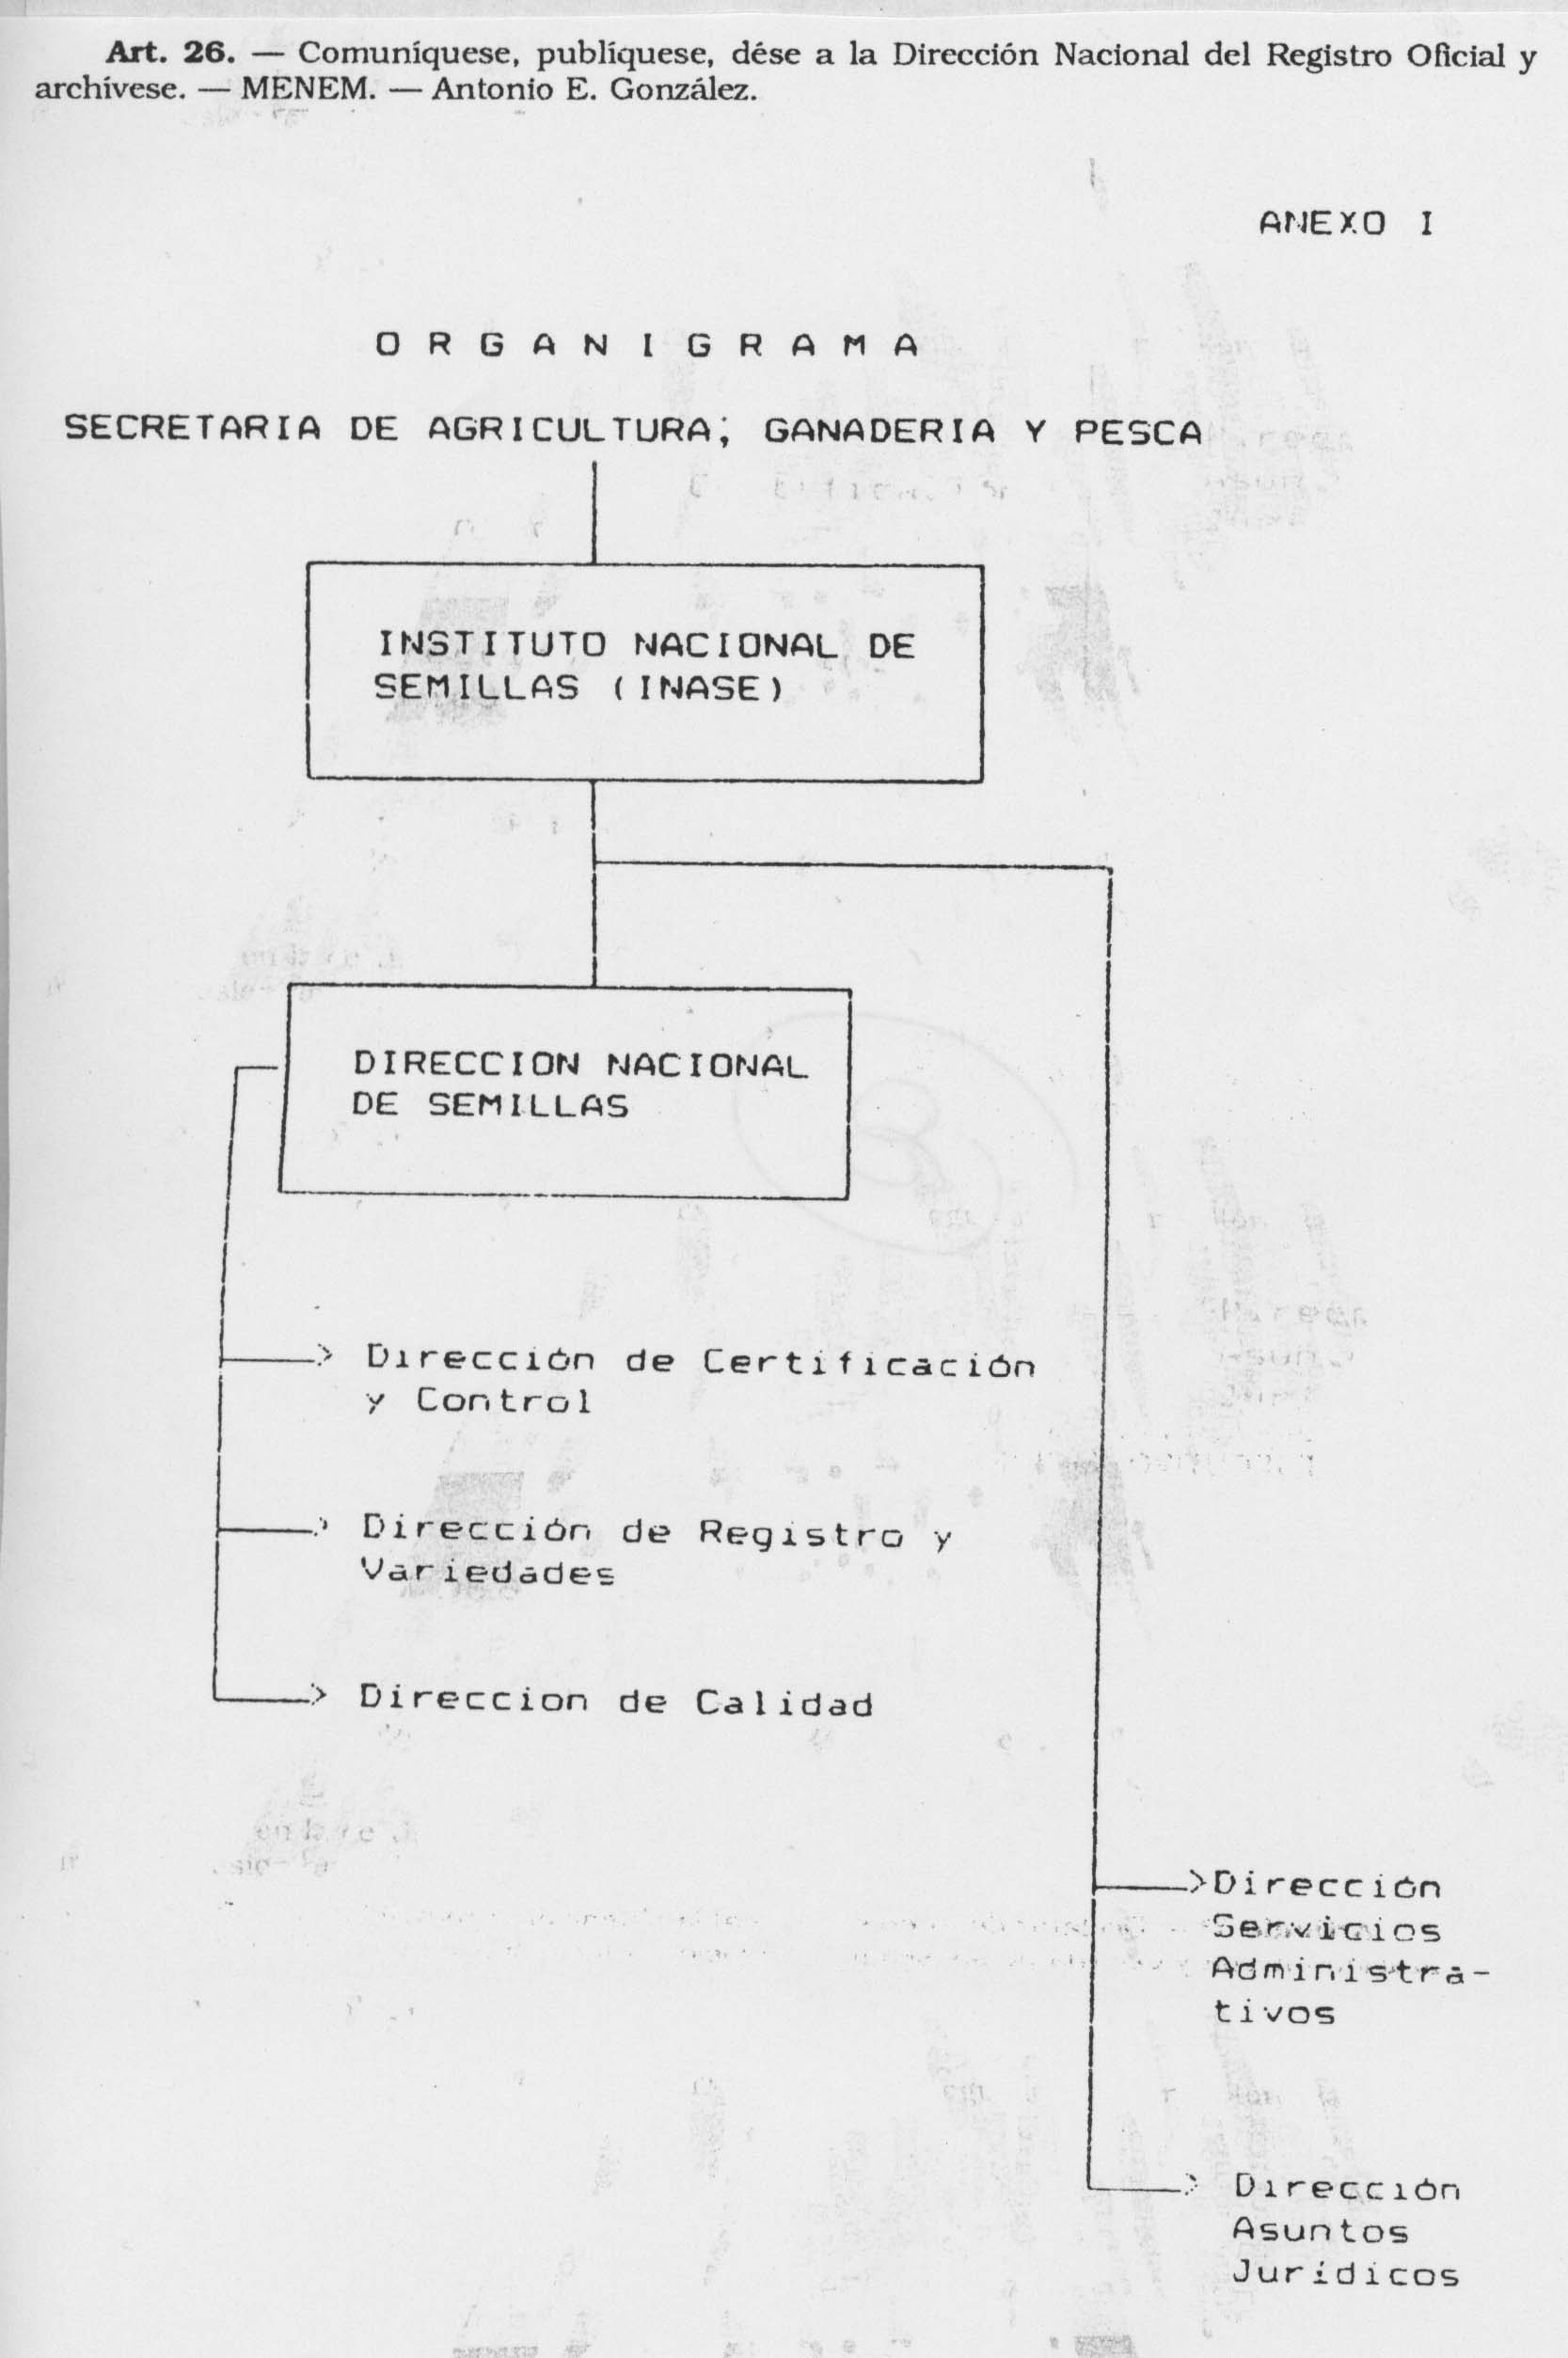 Art. 26. — Comuníquese, publíquese, dése a la Dirección Nacional del Registro Oficial y
archívese. — MENEM. — Antonio E. González.
ANEXO I
O R G A N I G R A M A
SECRETARIA DE AGRICULTURA; GANADERIA Y PESCA
INSTITUTO NACIONAL DE
SEMILLAS (INASE)
DIRECCION NACIONAL
DE SEMILLAS
Dirección de Certificación
y Control
Dirección de Registro y
Variedades
Direccion de Calidad
Dirección
Servicios
Administra-
tivos
Dirección
Asuntos
Jurídicos